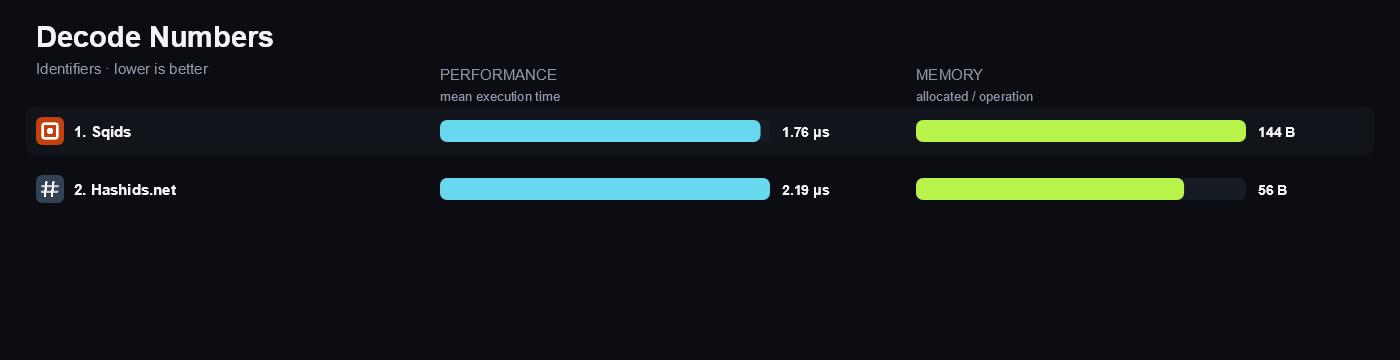 Decode Numbers
Identifiers · lower is better
PERFORMANCE
mean execution time
MEMORY
allocated / operation
1. Sqids
1.76 µs
144 B
2. Hashids.net
2.19 µs
56 B